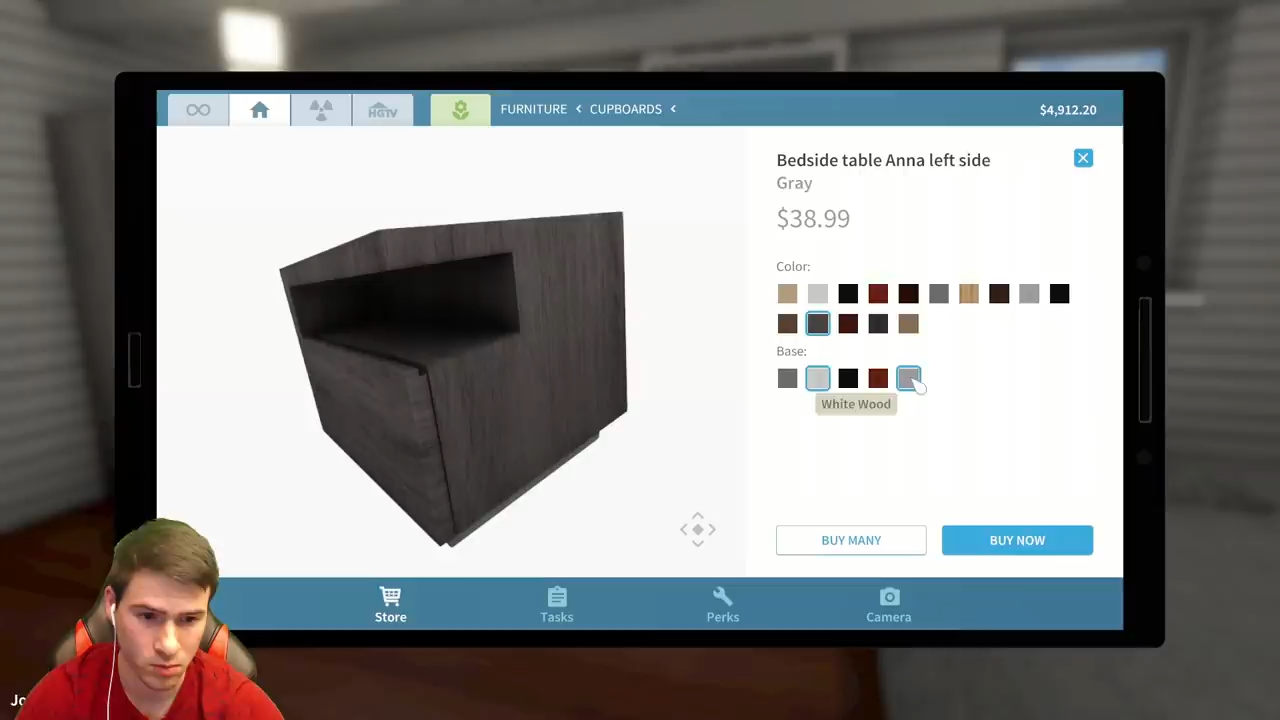 HGTV
FURNITURE < CUPBOARDS <
$4,912.20
Bedside table Anna left side
Gray
$38.99
Color:
Base:
White Wood
BUY MANY
BUY NOW
Store
Tasks
Perks
Camera